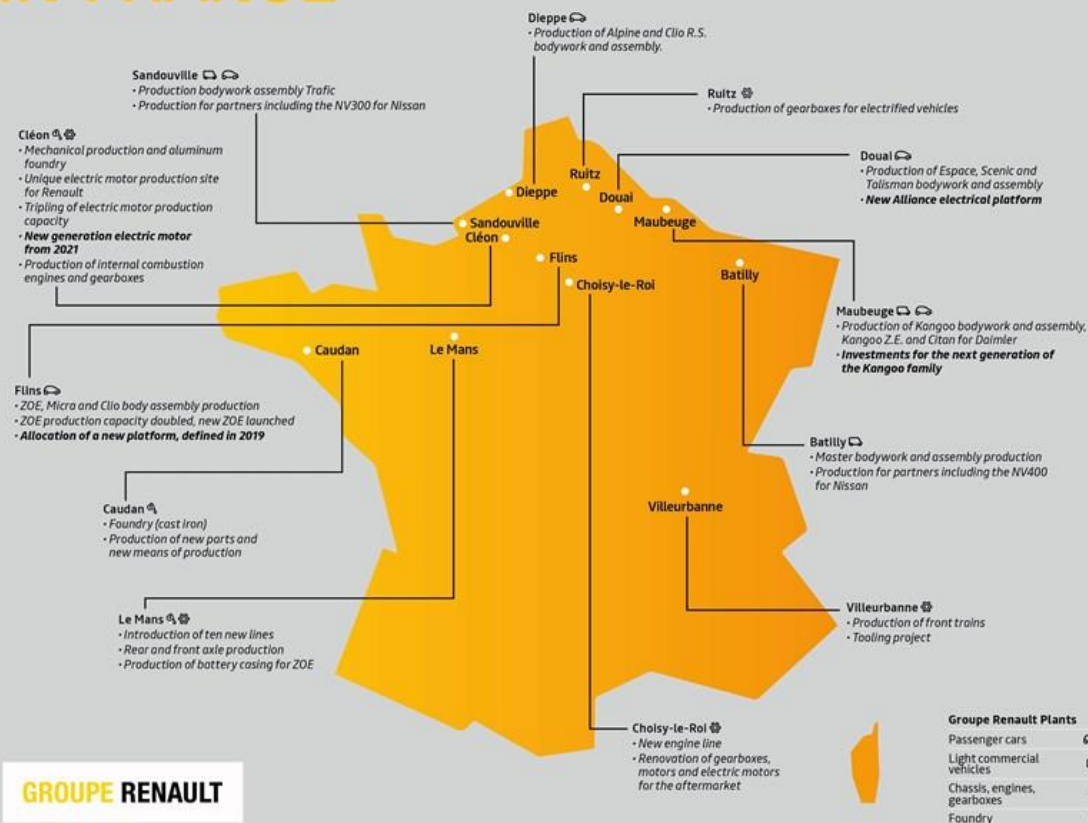 IN FRANCE
Dieppe
• Production of Alpine and Clio R.S.
bodywork and assembly.
Sandouville
• Production bodywork assembly Trafic
• Production for partners including the NV300 for Nissan
Ruitz
• Production of gearboxes for electrified vehicles
Cléon
• Mechanical production and aluminum
foundry
• Unique electric motor production site
for Renault
• Tripling of electric motor production
capacity
• New generation electric motor
from 2021
• Production of internal combustion
engines and gearboxes
Douai
• Production of Espace, Scenic and
Talisman bodywork and assembly
• New Alliance electrical platform
Ruitz
Dieppe
Douai
Sandouville
Maubeuge
Cléon
Flins
Batilly
Choisy-le-Roi
Caudan
Le Mans
Villeurbanne
Maubeuge
• Production of Kangoo bodywork and assembly,
Kangoo Z.E. and Citan for Daimler
• Investments for the next generation of
the Kangoo family
Flins
• ZOE, Micra and Clio body assembly production
• ZOE production capacity doubled, new ZOE launched
• Allocation of a new platform, defined in 2019
Batilly
• Master bodywork and assembly production
• Production for partners including the NV400
for Nissan
Caudan
• Foundry (cast iron)
• Production of new parts and
new means of production
Le Mans
• Introduction of ten new lines
• Rear and front axle production
• Production of battery casing for ZOE
Villeurbanne
• Production of front trains
• Tooling project
Choisy-le-Roi
• New engine line
• Renovation of gearboxes,
motors and electric motors
for the aftermarket
Groupe Renault Plants
Passenger cars
Light commercial
vehicles
Chassis, engines,
gearboxes
Foundry
GROUPE RENAULT